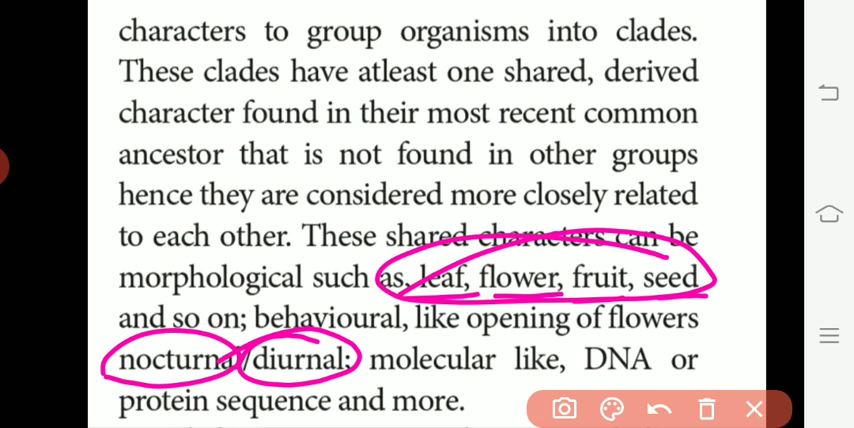 characters to group organisms into clades.
These clades have atleast one shared, derived
character found in their most recent common
ancestor that is not found in other groups
hence they are considered more closely related
to each other. These shared characters can be
morphological such as, leaf, flower, fruit, seed
and so on; behavioural, like opening of flowers
nocturnal/diurnal; molecular like, DNA or
protein sequence and more.